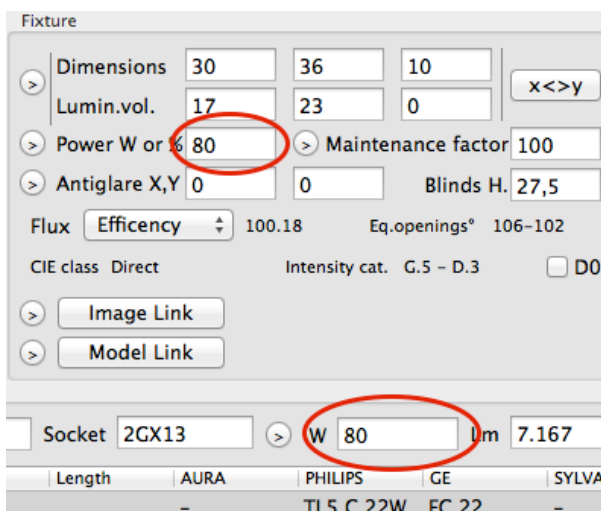 Fixture
Dimensions 30 36 10
x<>y
Lumin.vol. 17 23 0
> Power W or % 80 > Maintenance factor 100
> Antiglare X,Y 0 0 Blinds H. 27,5
Flux Efficency 100.18 Eq.openings° 106-102
CIE class Direct Intensity cat. G.5 - D.3 D0
> Image Link
> Model Link
Socket 2GX13 > W 80 Lm 7.167
Length AURA PHILIPS GE SYLVA
- TL5 C 22W FC 22 -